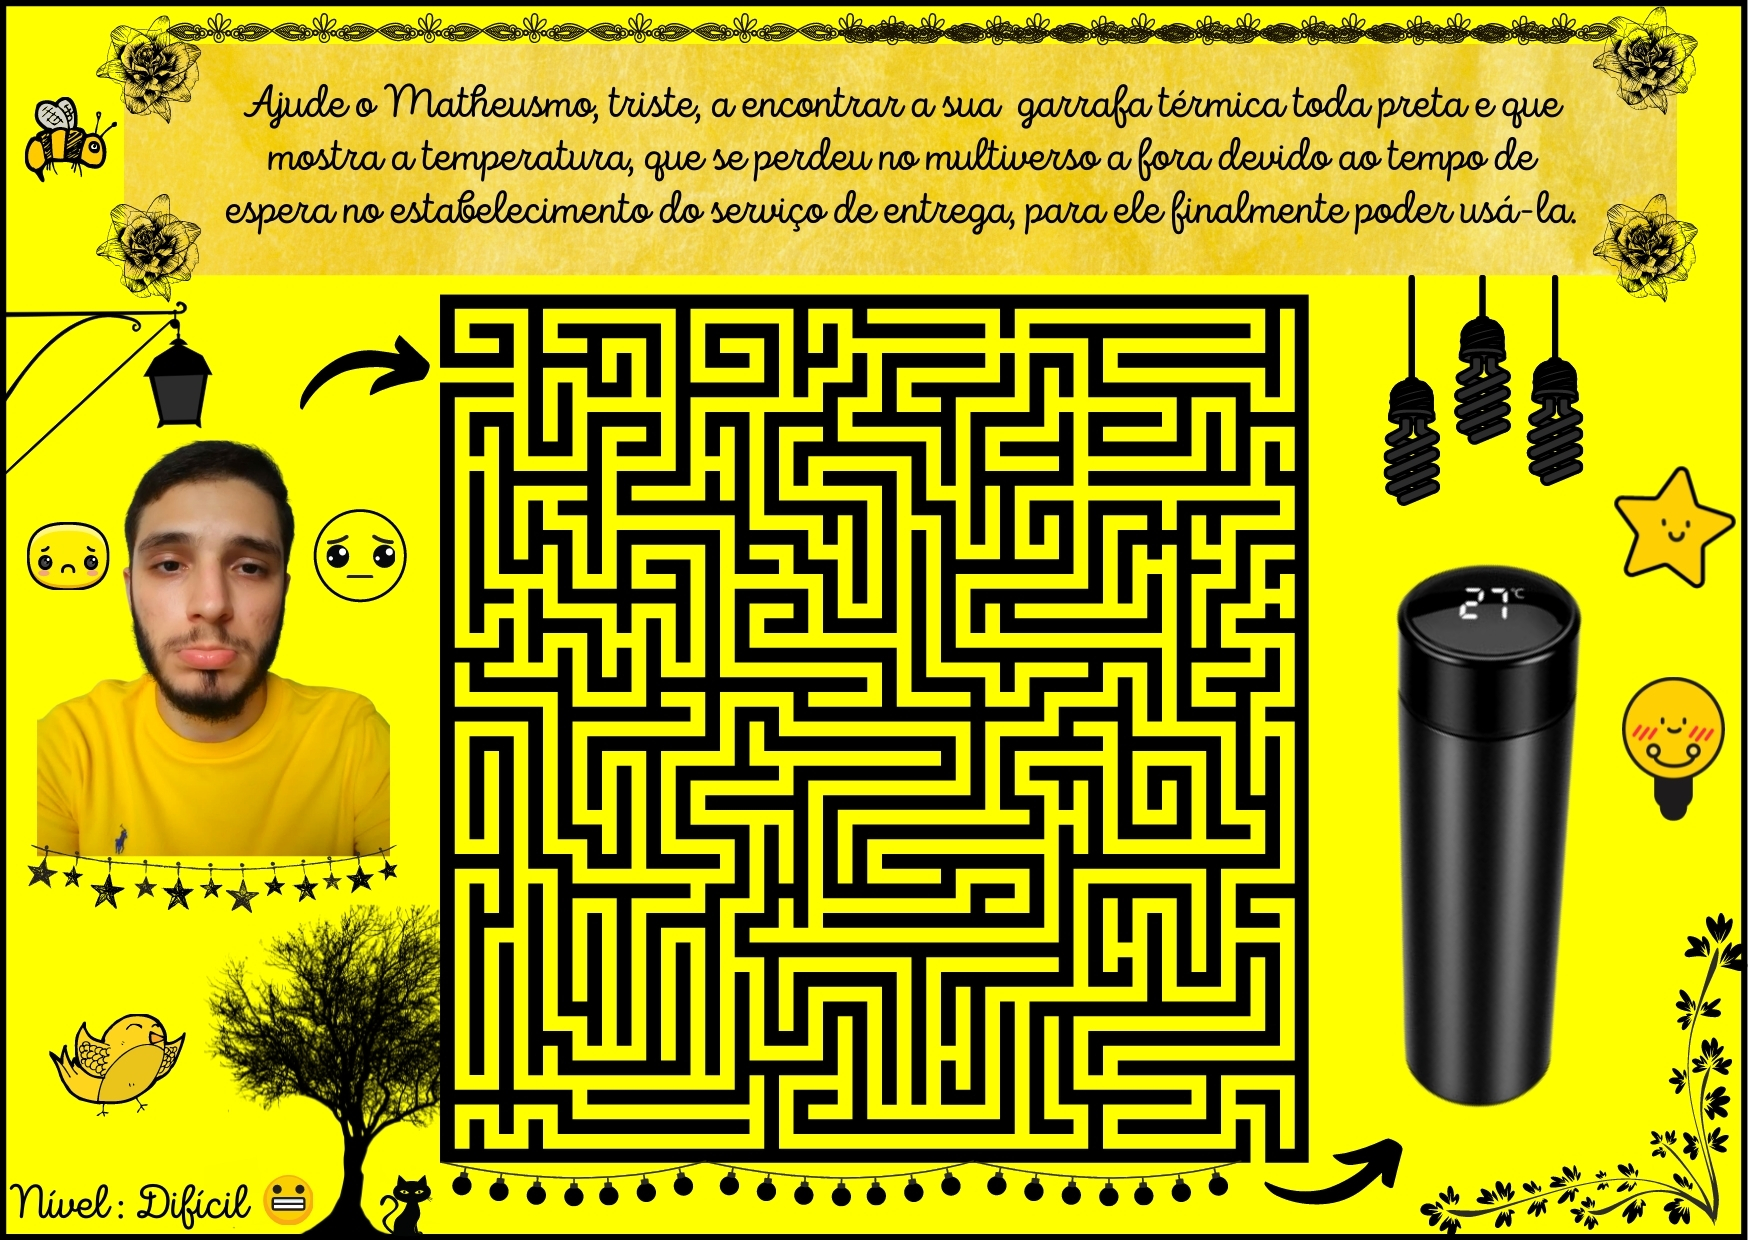 Ajude o Matheusmo, triste, a encontrar a sua garrafa térmica toda preta e que
mostra a temperatura, que se perdeu no multiverso a fora devido ao tempo de
espera no estabelecimento do serviço de entrega, para ele finalmente poder usá-la.
27°C
Nível: Difícil